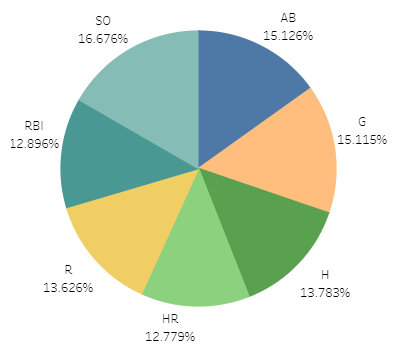 AB
15.126%
G
15.115%
H
13.783%
HR
12.779%
R
13.626%
RBI
12.896%
SO
16.676%